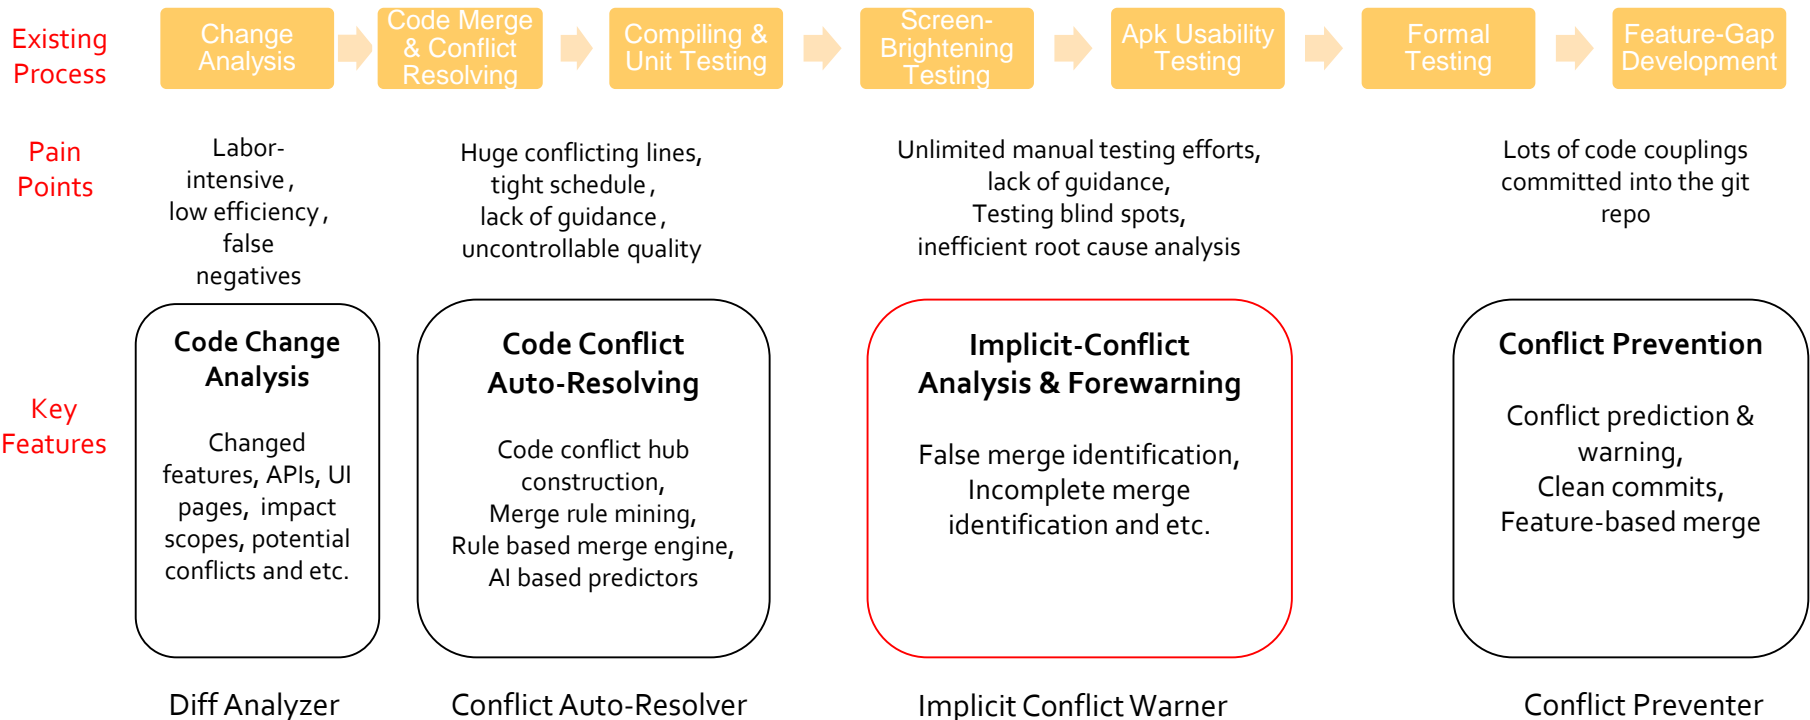 Existing
Process
Change
Analysis
Code Merge
& Conflict
Resolving
Compiling &
Unit Testing
Screen-
Brightening
Testing
Apk Usability
Testing
Formal
Testing
Feature-Gap
Development
Pain
Points
Labor-
intensive,
low efficiency,
false
negatives
Huge conflicting lines,
tight schedule,
lack of guidance,
uncontrollable quality
Unlimited manual testing efforts,
lack of guidance,
Testing blind spots,
inefficient root cause analysis
Lots of code couplings
committed into the git
repo
Key
Features
Code Change
Analysis
Changed
features, APIs, UI
pages, impact
scopes, potential
conflicts and etc.
Code Conflict
Auto-Resolving
Code conflict hub
construction,
Merge rule mining,
Rule based merge engine,
AI based predictors
Implicit-Conflict
Analysis & Forewarning
False merge identification,
Incomplete merge
identification and etc.
Conflict Prevention
Conflict prediction &
warning,
Clean commits,
Feature-based merge
Diff Analyzer
Conflict Auto-Resolver
Implicit Conflict Warner
Conflict Preventer